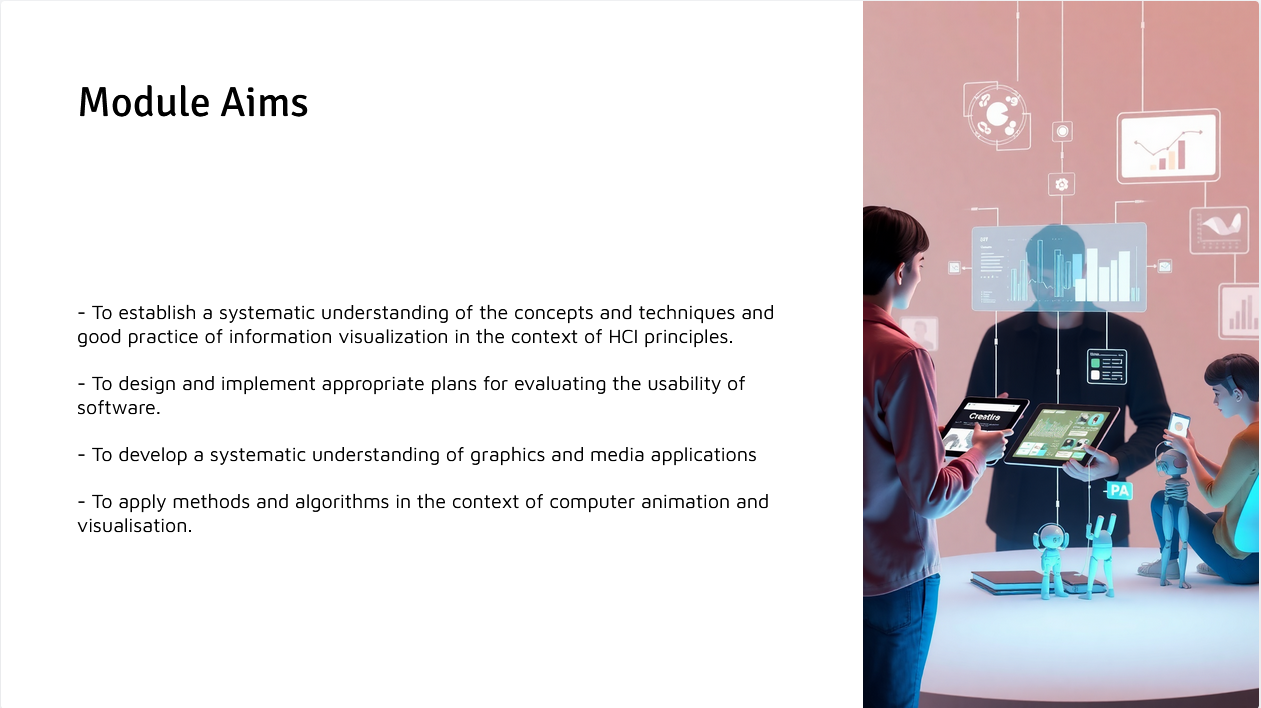 Module Aims
- To establish a systematic understanding of the concepts and techniques and
good practice of information visualization in the context of HCI principles.
- To design and implement appropriate plans for evaluating the usability of
software.
- To develop a systematic understanding of graphics and media applications
- To apply methods and algorithms in the context of computer animation and
visualisation.
PA